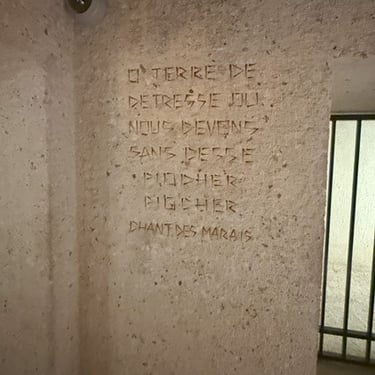 O TERRE DE
DETRESSE OU
NOUS DEVONS
SANS CESSE
PIOCHER
PIOCHER
CHANT DES MARAIS